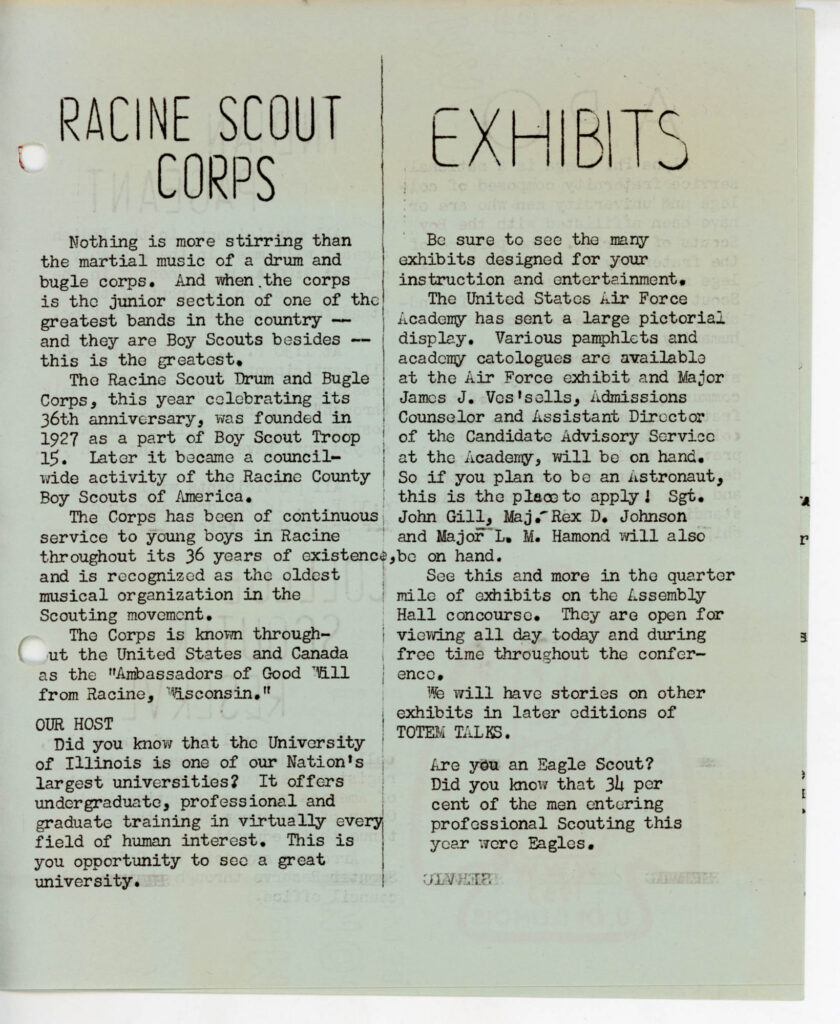 RACINE SCOUT
CORPS
Nothing is more stirring than
the martial music of a drum and
bugle corps. And when the corps
is the junior section of one of the
greatest bands in the country --
and they are Boy Scouts besides --
this is the greatest.
The Racine Scout Drum and Bugle
Corps, this year celebrating its
36th anniversary, was founded in
1927 as a part of Boy Scout Troop
15. Later it became a council-
wide activity of the Racine County
Boy Scouts of America.
The Corps has been of continuous
service to young boys in Racine
throughout its 36 years of existence,
and is recognized as the oldest
musical organization in the
Scouting movement.
The Corps is known through-
ut the United States and Canada
as the "Ambassadors of Good Will
from Racine, Wisconsin."
OUR HOST
Did you know that the University
of Illinois is one of our Nation's
largest universities? It offers
undergraduate, professional and
graduate training in virtually every
field of human interest. This is
you opportunity to see a great
university.
EXHIBITS
Be sure to see the many
exhibits designed for your
instruction and entertainment.
The United States Air Force
Academy has sent a large pictorial
display. Various pamphlets and
academy catologues are available
at the Air Force exhibit and Major
James J. Ves'sells, Admissions
Counselor and Assistant Director
of the Candidate Advisory Service
at the Academy, will be on hand.
So if you plan to be an Astronaut,
this is the place to apply! Sgt.
John Gill, Maj. Rex D. Johnson
and Major L. M. Hamond will also
be on hand.
See this and more in the quarter
mile of exhibits on the Assembly
Hall concourse. They are open for
viewing all day today and during
free time throughout the confer-
ence.
We will have stories on other
exhibits in later editions of
TOTEM TALKS.
Are you an Eagle Scout?
Did you know that 34 per
cent of the men entering
professional Scouting this
year were Eagles.